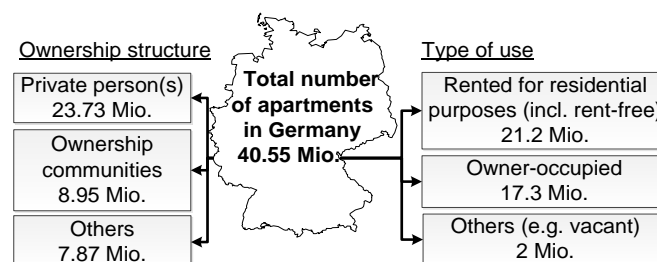 Ownership structure
Private person(s)
23.73 Mio.
Ownership
communities
8.95 Mio.
Others
7.87 Mio.
Total number
of apartments
in Germany
40.55 Mio.
Type of use
Rented for residential
purposes (incl. rent-free)
21.2 Mio.
Owner-occupied
17.3 Mio.
Others (e.g. vacant)
2 Mio.